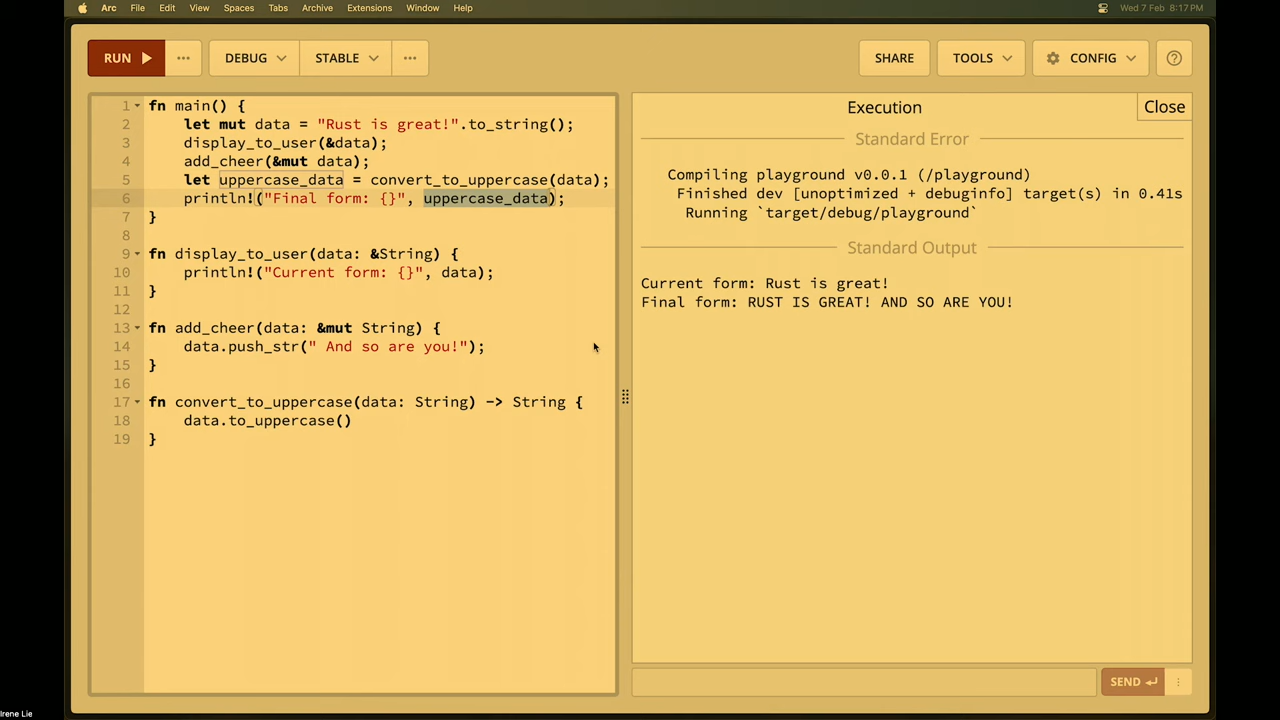 Arc File Edit View Spaces Tabs Archive Extensions Window Help Wed 7 Feb 8:17 PM
RUN ··· DEBUG STABLE ··· SHARE TOOLS CONFIG ?
1 fn main() {
2 let mut data = "Rust is great!".to_string();
3 display_to_user(&data);
4 add_cheer(&mut data);
5 let uppercase_data = convert_to_uppercase(data);
6 println!("Final form: {}", uppercase_data);
7 }
8
9 fn display_to_user(data: &String) {
10 println!("Current form: {}", data);
11 }
12
13 fn add_cheer(data: &mut String) {
14 data.push_str(" And so are you!");
15 }
16
17 fn convert_to_uppercase(data: String) -> String {
18 data.to_uppercase()
19 }
Execution Close
Standard Error
Compiling playground v0.0.1 (/playground)
Finished dev [unoptimized + debuginfo] target(s) in 0.41s
Running `target/debug/playground`
Standard Output
Current form: Rust is great!
Final form: RUST IS GREAT! AND SO ARE YOU!
SEND
Irene Lie